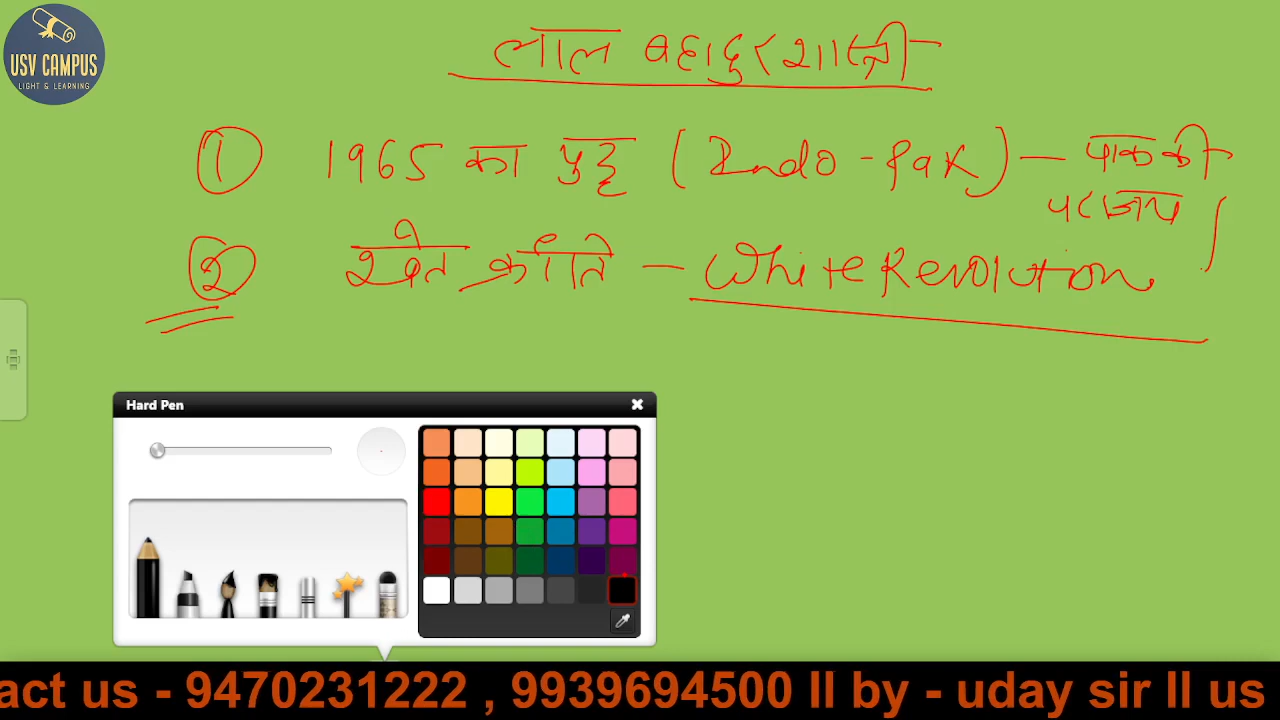 USV CAMPUS
LIGHT & LEARNING
लाल बहादुर शास्त्री-
① 1965 का युद्ध (Indo-Pak) - पाक की
पराजय
② श्वेत क्रांति - White Revolution
Hard Pen
act us - 9470231222 , 9939694500 ll by - uday sir ll us